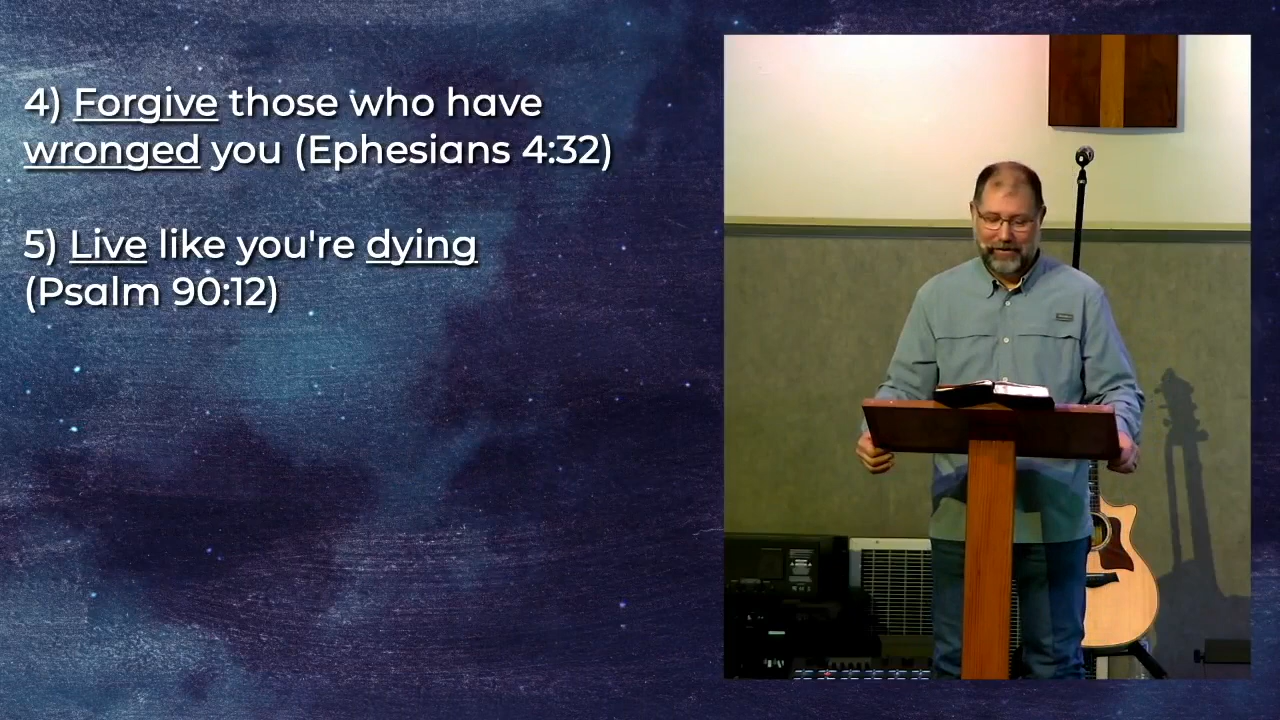 4) Forgive those who have
wronged you (Ephesians 4:32)
5) Live like you're dying
(Psalm 90:12)